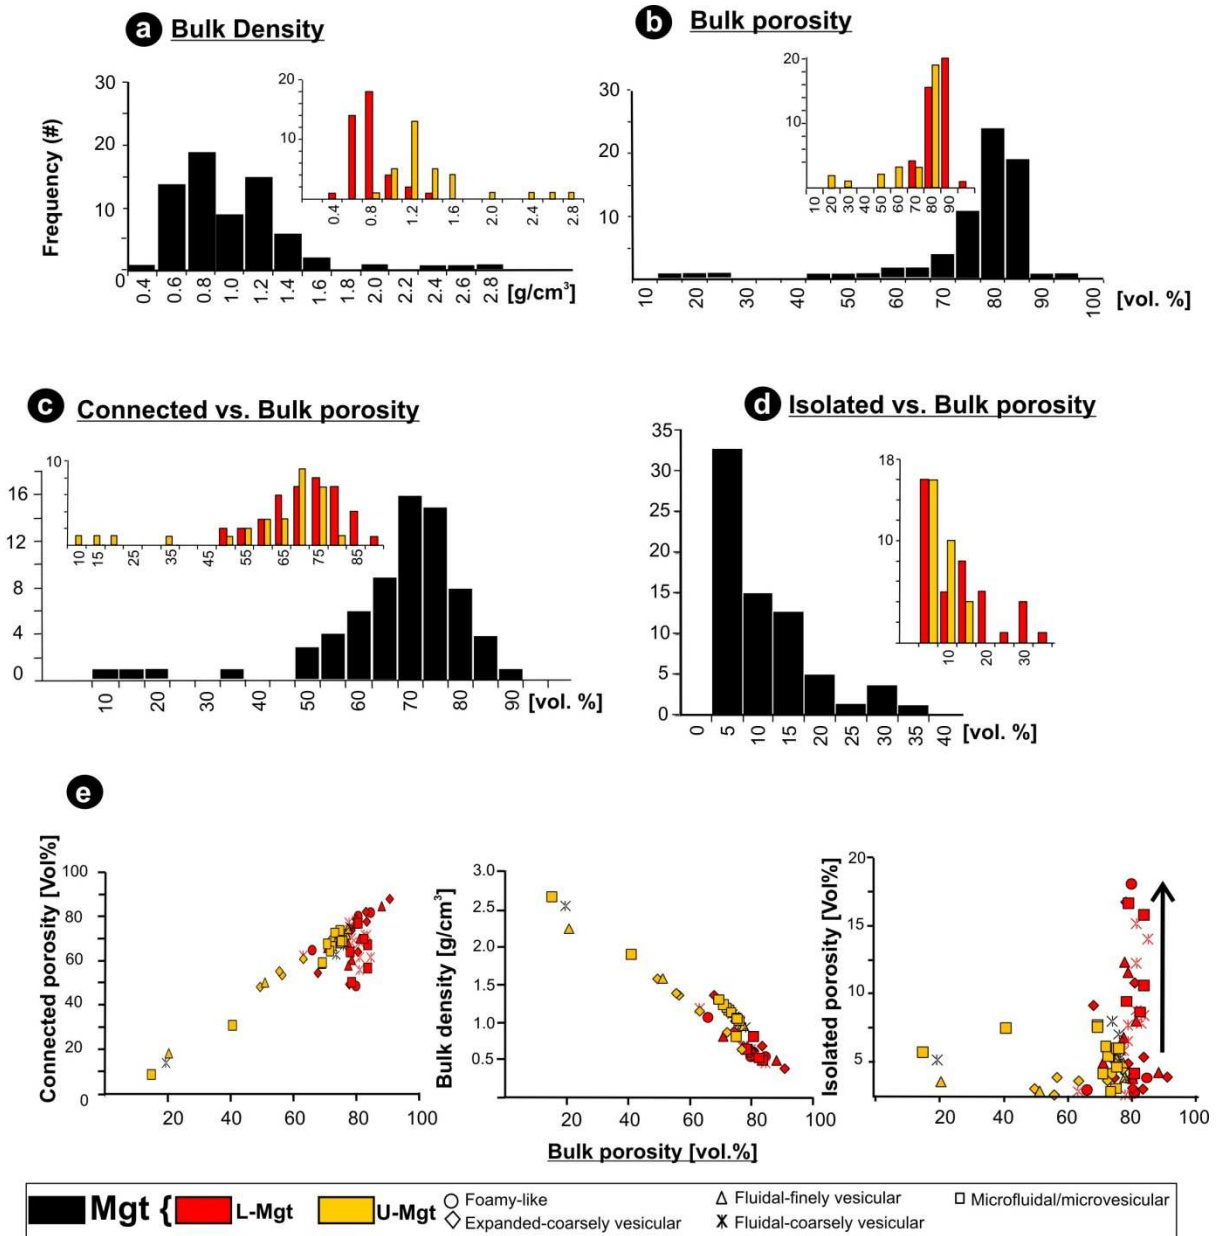 a Bulk Density
b Bulk porosity
Frequency (#)
30
20
10
0
0.4 0.6 0.8 1.0 1.2 1.4 1.6 1.8 2.0 2.2 2.4 2.6 2.8 [g/cm³]
20
10
0.4 0.8 1.2 1.6 2.0 2.4 2.8
30
20
10
10 20 30 40 50 60 70 80 90 100 [vol. %]
20
10
10 20 30 40 50 60 70 80 90
c Connected vs. Bulk porosity
d Isolated vs. Bulk porosity
16
12
8
4
0
10 20 30 40 50 60 70 80 90 [vol. %]
10
10 15 25 35 45 55 65 75 85
35
30
25
20
15
10
5
0
0 5 10 15 20 25 30 35 40 [vol. %]
18
10
10 20 30
e
Connected porosity [Vol%]
100
80
60
40
20
0
20 40 60 80 100
Bulk density [g/cm³]
3.0
2.5
2.0
1.5
1.0
0.5
20 40 60 80 100
Isolated porosity [Vol%]
20
15
10
5
20 40 60 80 100
Bulk porosity [vol.%]
Mgt { L-Mgt U-Mgt
Foamy-like
Expanded-coarsely vesicular
Fluidal-finely vesicular
Fluidal-coarsely vesicular
Microfluidal/microvesicular